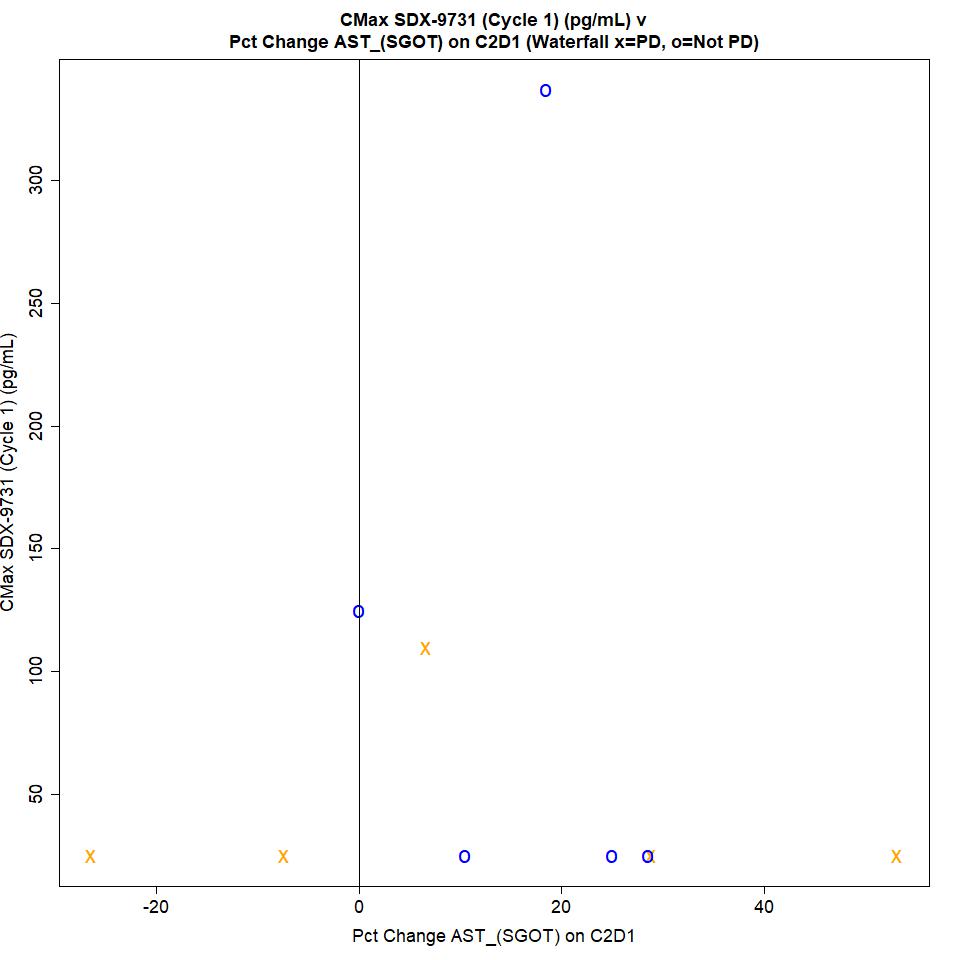 CMax SDX-9731 (Cycle 1) (pg/mL) v
Pct Change AST_(SGOT) on C2D1 (Waterfall x=PD, o=Not PD)
CMax SDX-9731 (Cycle 1) (pg/mL)
300
250
200
150
100
50
O
O
X
X
X
O
O
O
X
X
-20
0
20
40
Pct Change AST_(SGOT) on C2D1